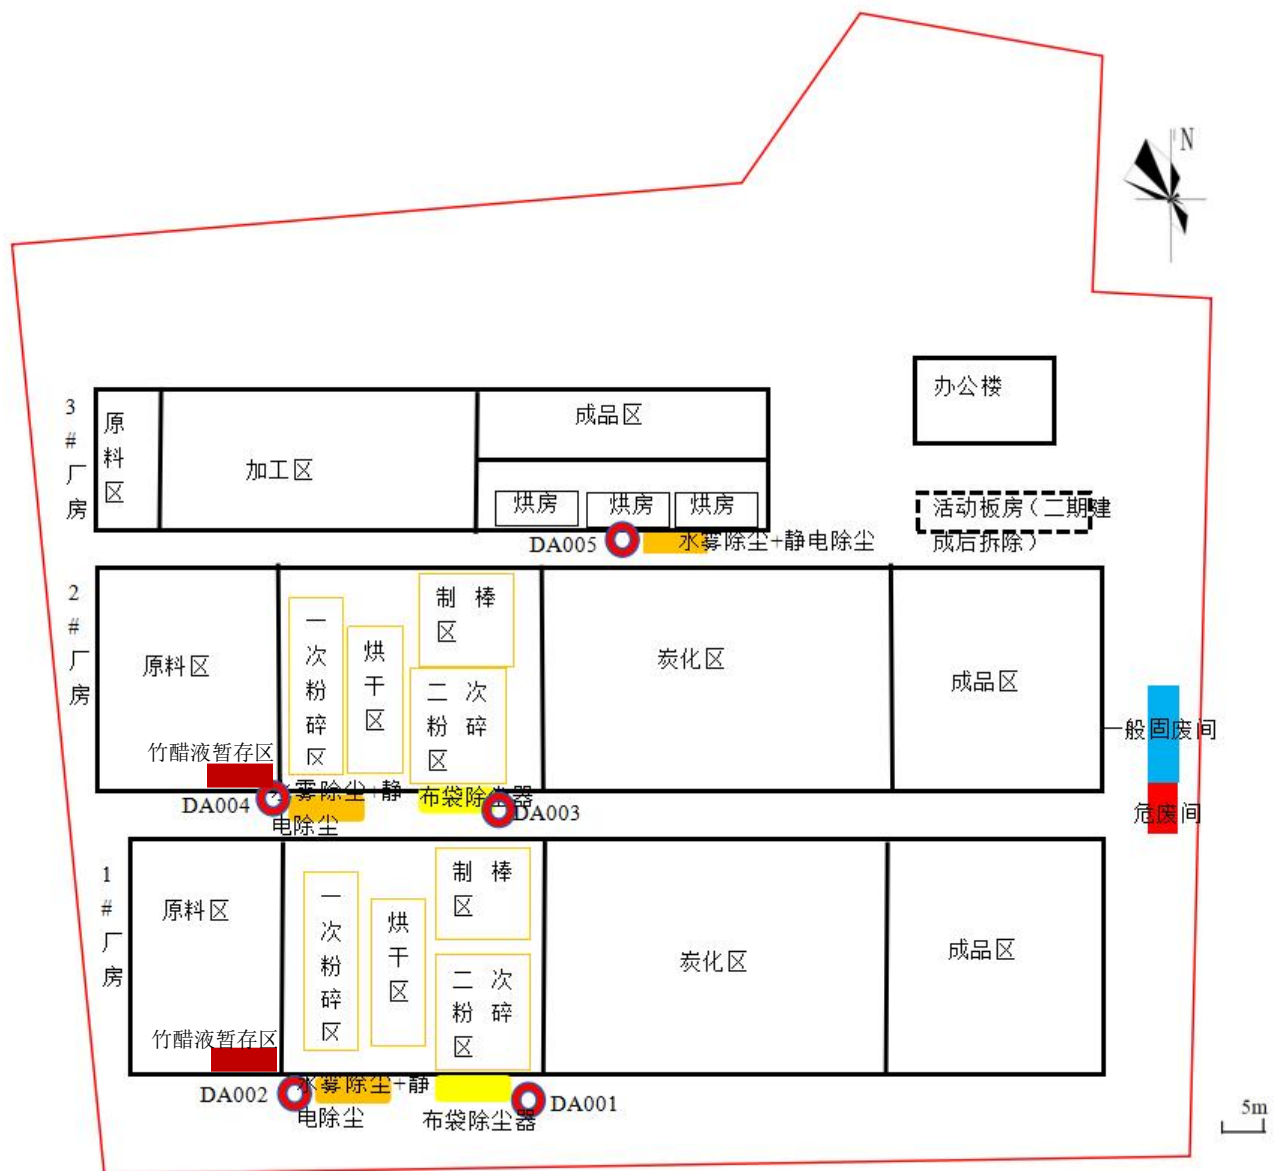 N
办公楼
3#厂房
原料区
加工区
成品区
烘房
烘房
烘房
活动板房（二期建
成后拆除）
DA005
水雾除尘+静电除尘
2#厂房
原料区
一次粉碎区
烘干区
制棒
区
二次
粉碎
区
炭化区
成品区
竹醋液暂存区
一般固废间
危废间
DA004
水雾除尘+静
电除尘
布袋除尘器
DA003
1#厂房
原料区
一次粉碎区
烘干区
制棒
区
二次
粉碎
区
炭化区
成品区
竹醋液暂存区
DA002
水雾除尘+静
电除尘
布袋除尘器
DA001
5m